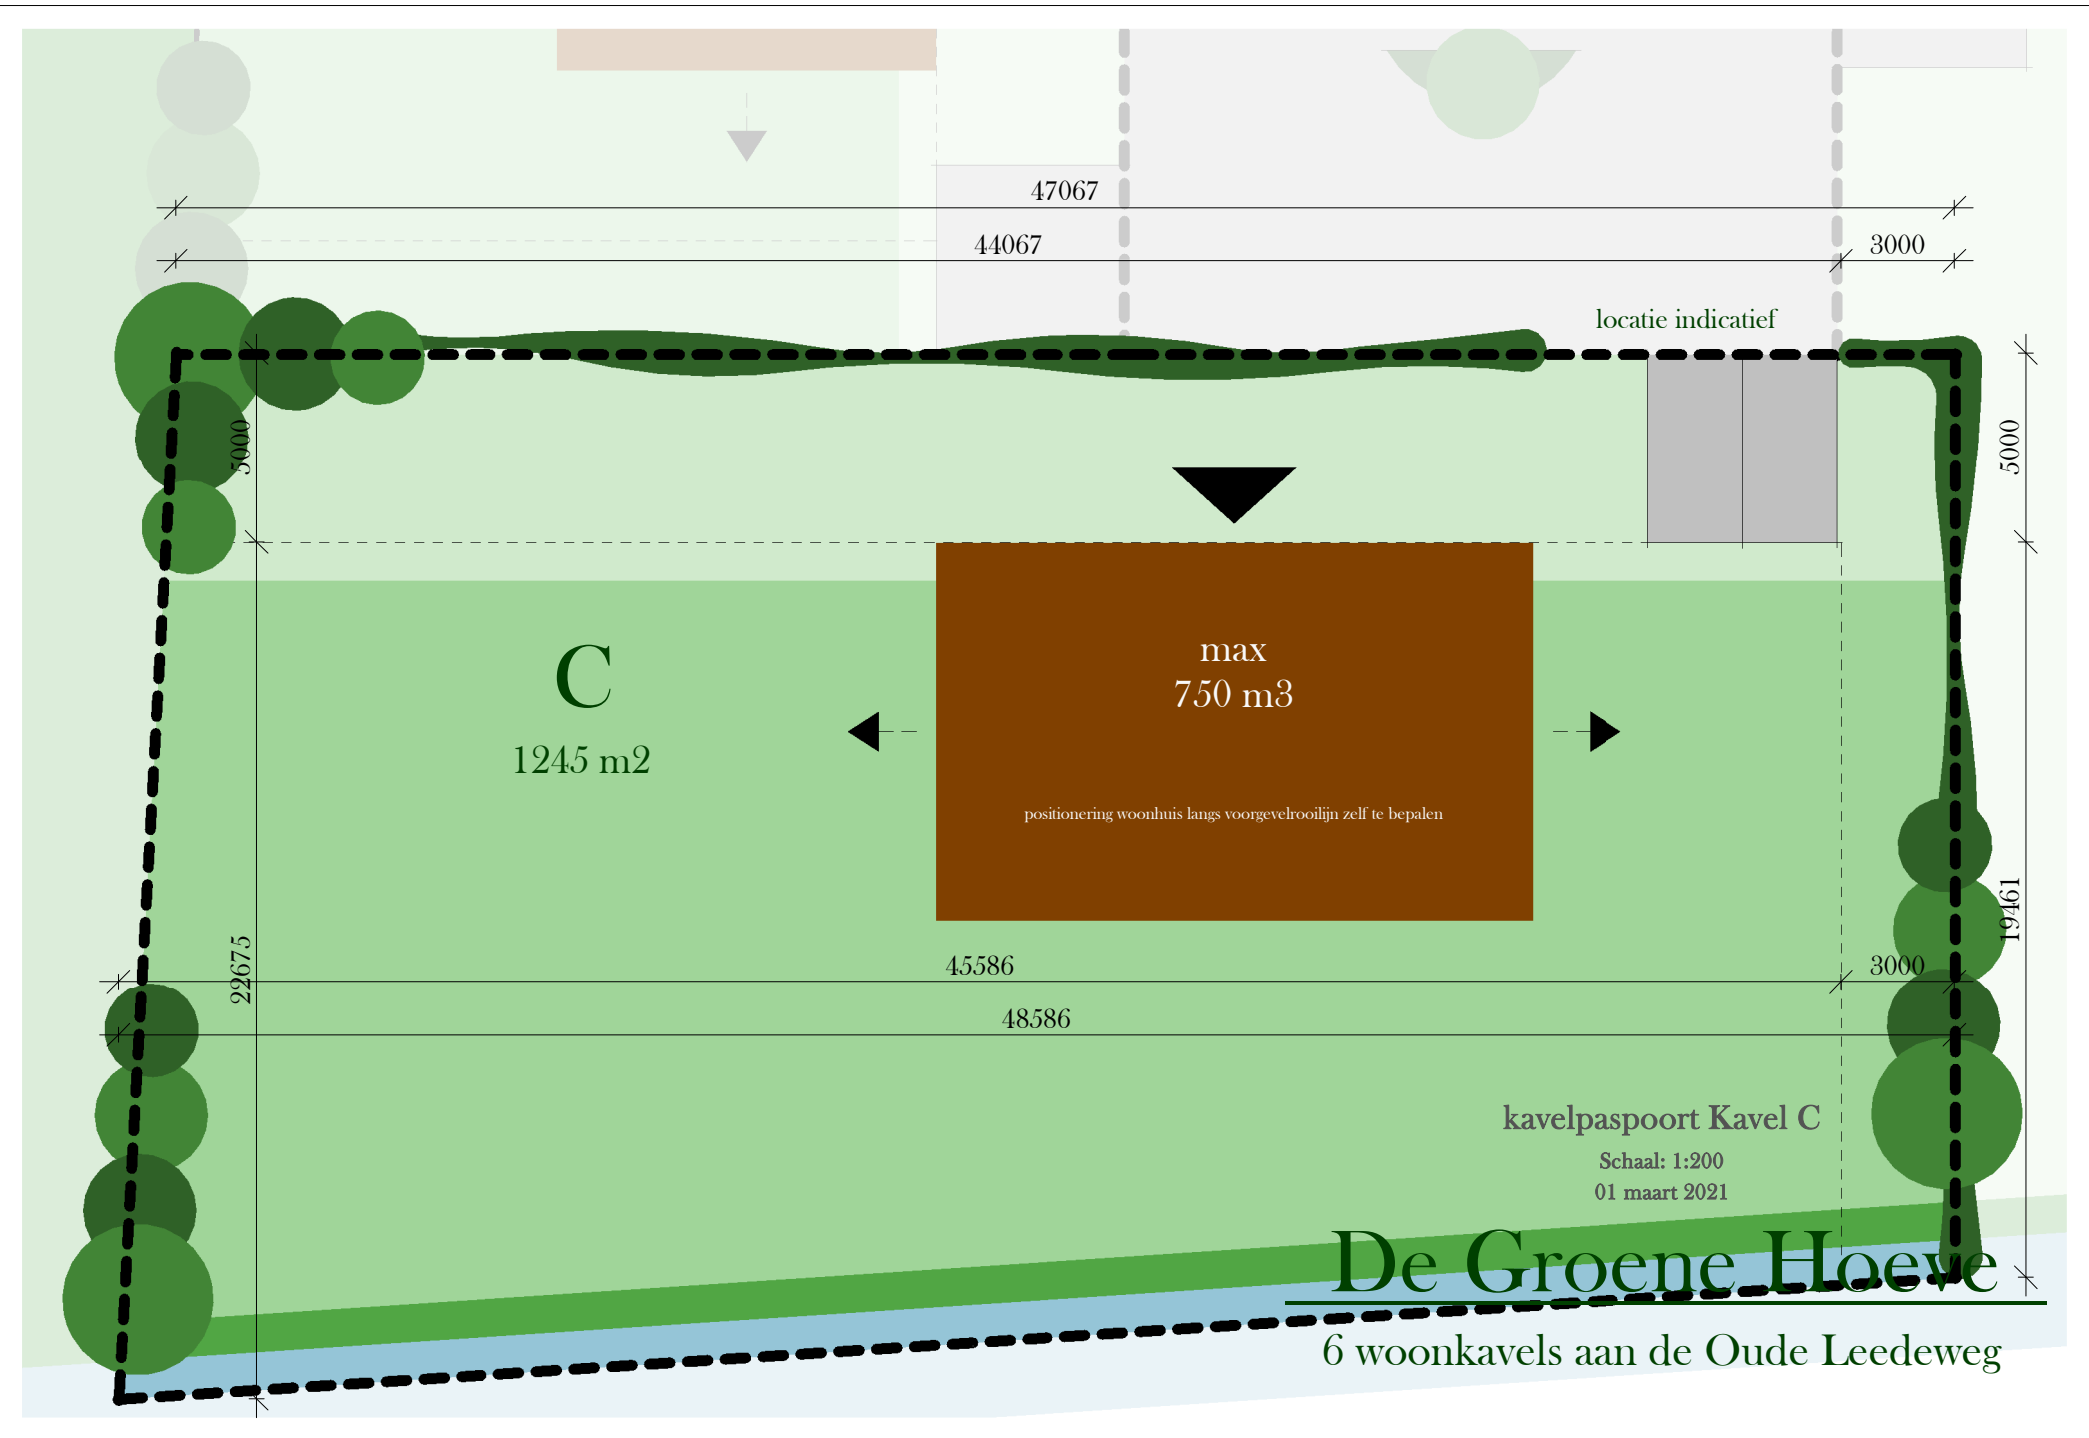 47067
44067
3000
locatie indicatief
5000
5000
C
1245 m2
max
750 m3
positionering woonhuis langs voorgevelrooilijn zelf te bepalen
19461
22675
45586
3000
48586
kavelpaspoort Kavel C
Schaal: 1:200
01 maart 2021
De Groene Hoeve
6 woonkavels aan de Oude Leedeweg